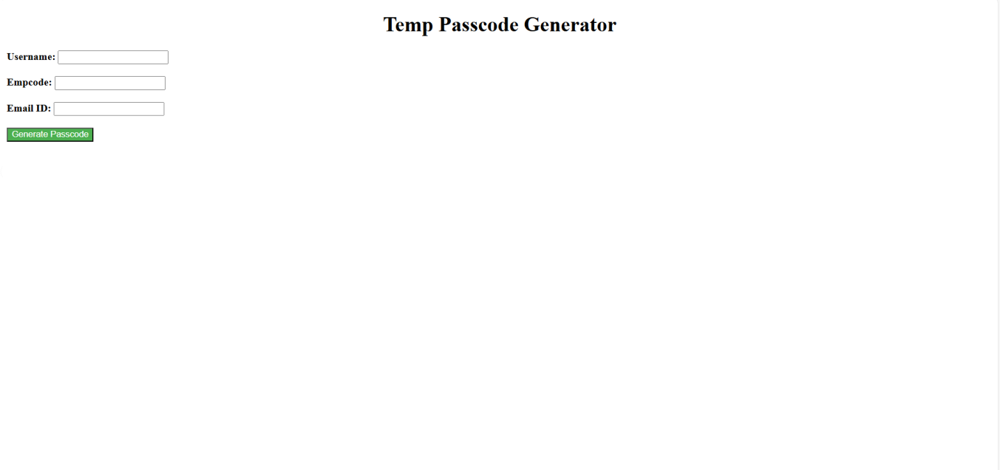 Temp Passcode Generator
Username:
Empcode:
Email ID:
Generate Passcode